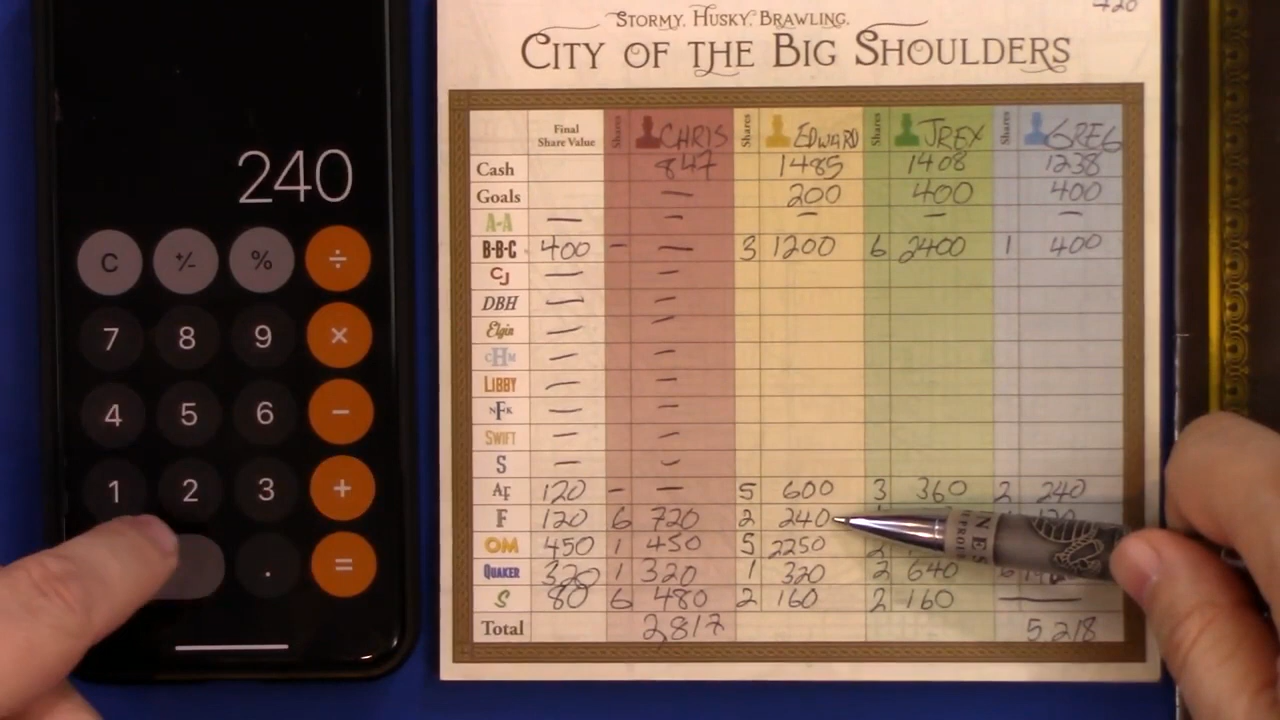 420
STORMY. HUSKY. BRAWLING.
CITY OF THE BIG SHOULDERS
240
C +/- % ÷
7 8 9 ×
4 5 6 −
1 2 3 +
. =
Final Share Value Shares CHRIS Shares EDWARD Shares JREX Shares GREG
Cash 847 1485 1408 1238
Goals — 200 400 400
A-A — — — — —
B-B-C 400 - — 3 1200 6 2400 1 400
CJ — —
DBH — —
Elgin — —
CHM — —
LIBBY — —
NFK — —
SWIFT — —
S — —
AF 120 - — 5 600 3 360 2 240
F 120 6 720 2 240
OM 450 1 450 5 2250
QUAKER 320 1 320 1 320 2 640
S 80 6 480 2 160 2 160 —
Total 2817 5218